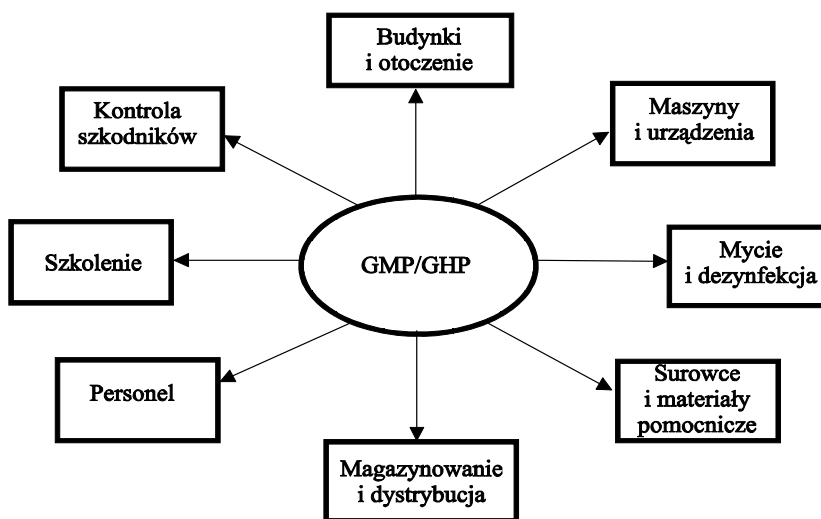 Budynki
i otoczenie
Kontrola
szkodników
Maszyny
i urządzenia
Szkolenie
GMP/GHP
Mycie
i dezynfekcja
Personel
Surowce
i materiały
pomocnicze
Magazynowanie
i dystrybucja